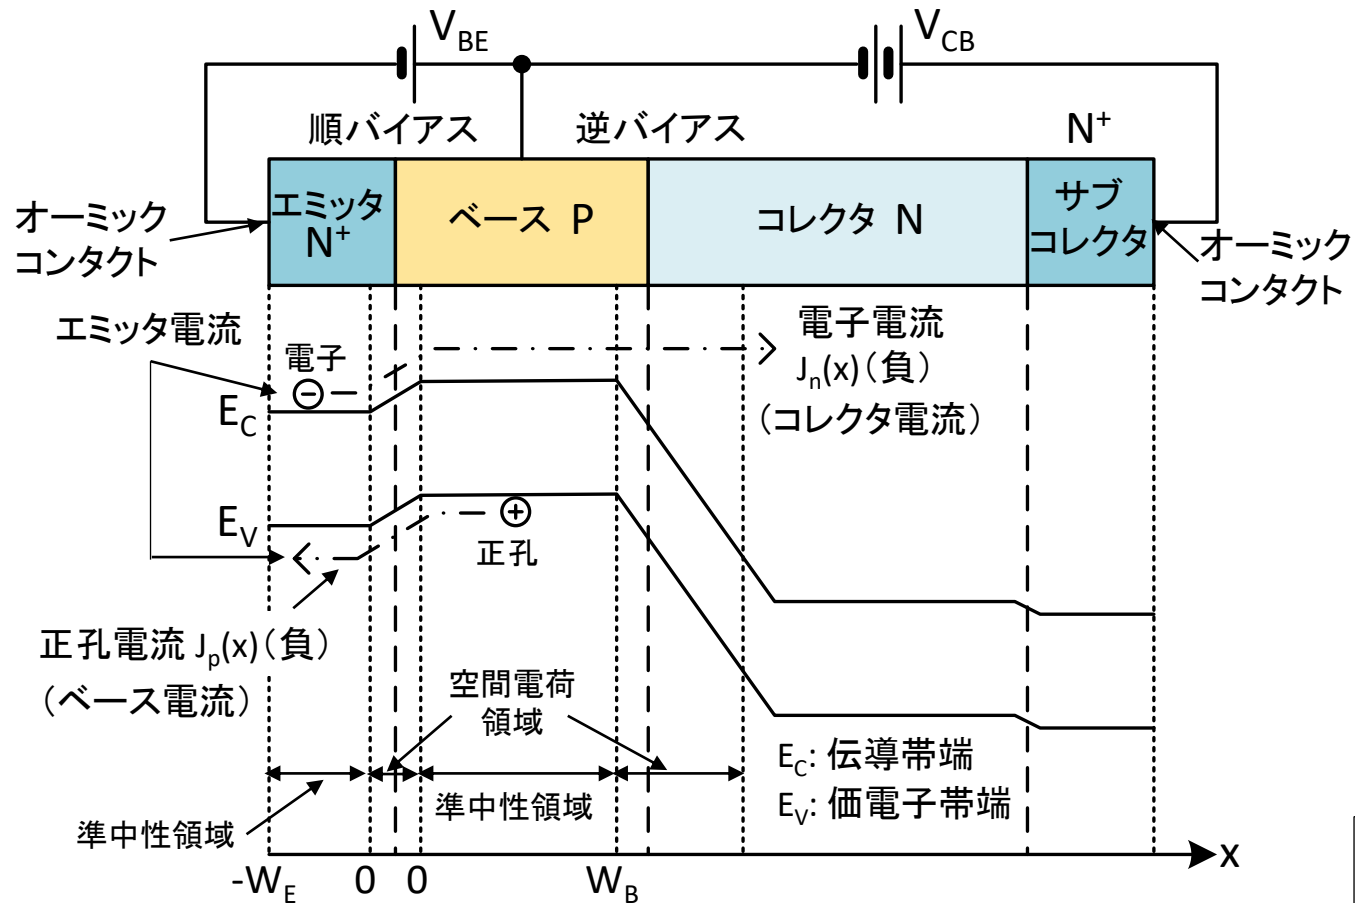 V_BE
V_CB
順バイアス
逆バイアス
N⁺
オーミック
コンタクト
エミッタ
N⁺
ベース P
コレクタ N
サブ
コレクタ
オーミック
コンタクト
エミッタ電流
電子
電子電流
J_n(x)（負）
（コレクタ電流）
E_C
E_V
正孔
正孔電流 J_p(x)（負）
（ベース電流）
空間電荷
領域
E_C: 伝導帯端
E_V: 価電子帯端
準中性領域
準中性領域
-W_E
0
0
W_B
x